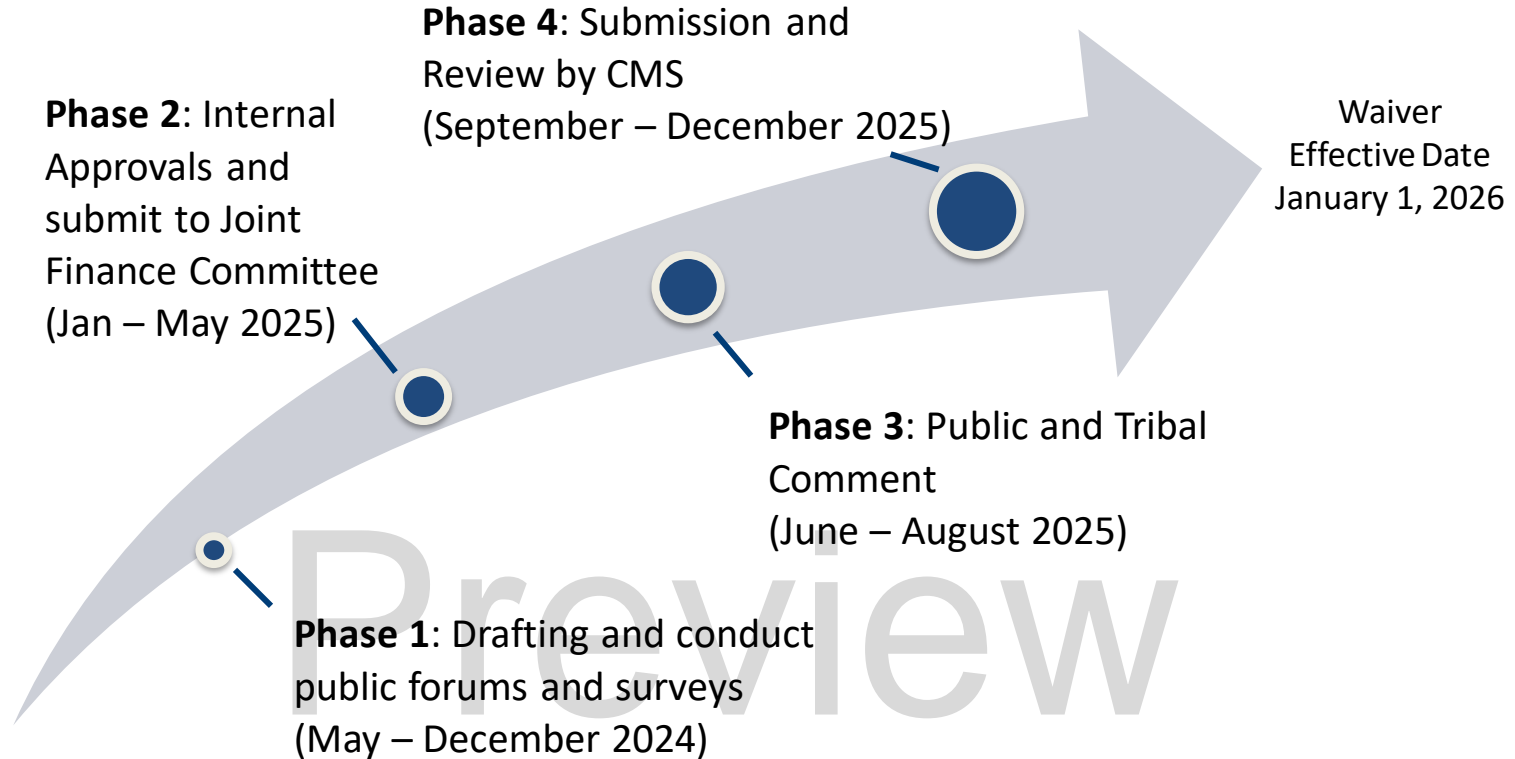 Phase 4: Submission and
Review by CMS
(September – December 2025)
Phase 2: Internal
Approvals and
submit to Joint
Finance Committee
(Jan – May 2025)
Waiver
Effective Date
January 1, 2026
Phase 3: Public and Tribal
Comment
(June – August 2025)
Phase 1: Drafting and conduct
public forums and surveys
(May – December 2024)
Preview